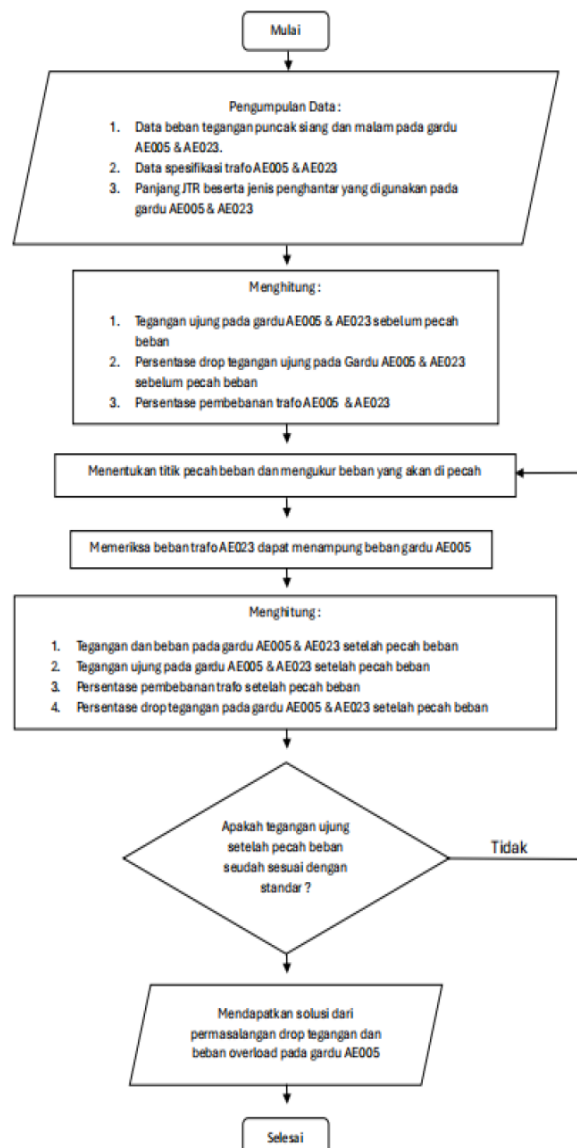 Mulai
Pengumpulan Data :
1. Data beban tegangan puncak siang dan malam pada gardu
AE005 & AE023.
2. Data spesifikasi trafo AE005 & AE023
3. Panjang JTR beserta jenis penghantar yang digunakan pada
gardu AE005 & AE023
Menghitung :
1. Tegangan ujung pada gardu AE005 & AE023 sebelum pecah
beban
2. Persentase drop tegangan ujung pada Gardu AE005 & AE023
sebelum pecah beban
3. Persentase pembebanan trafo AE005 & AE023
Menentukan titik pecah beban dan mengukur beban yang akan di pecah
Memeriksa beban trafo AE023 dapat menampung beban gardu AE005
Menghitung :
1. Tegangan dan beban pada gardu AE005 & AE023 setelah pecah beban
2. Tegangan ujung pada gardu AE005 & AE023 setelah pecah beban
3. Persentase pembebanan trafo setelah pecah beban
4. Persentase drop tegangan pada gardu AE005 & AE023 setelah pecah beban
Apakah tegangan ujung
setelah pecah beban
seudah sesuai dengan
standar ?
Tidak
Mendapatkan solusi dari
permasalangan drop tegangan dan
beban overload pada gardu AE005
Selesai